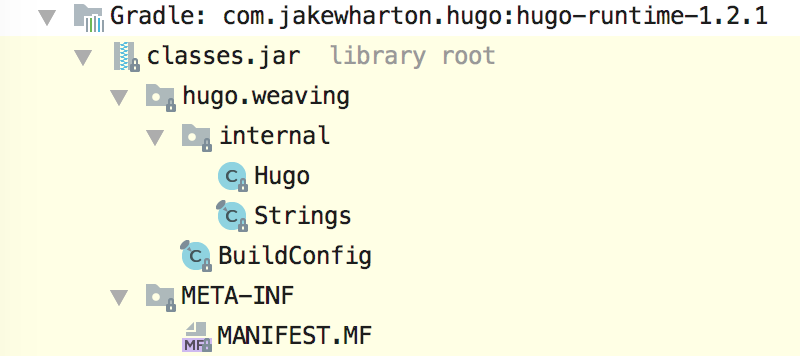 Gradle: com.jakewharton.hugo:hugo-runtime-1.2.1
classes.jar library root
hugo.weaving
internal
C Hugo
C Strings
C BuildConfig
META-INF
MF MANIFEST.MF